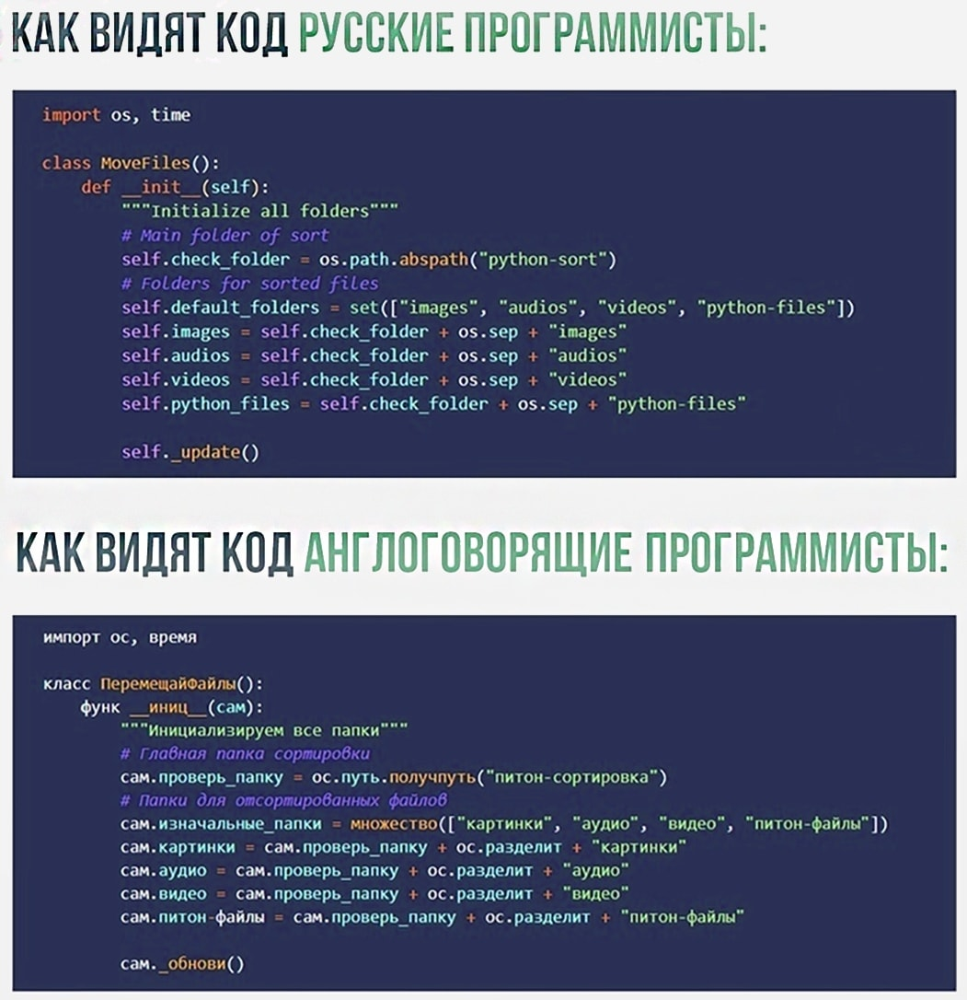 КАК ВИДЯТ КОД РУССКИЕ ПРОГРАММИСТЫ:
import os, time
class MoveFiles():
def __init__(self):
"""Initialize all folders"""
# Main folder of sort
self.check_folder = os.path.abspath("python-sort")
# Folders for sorted files
self.default_folders = set(["images", "audios", "videos", "python-files"])
self.images = self.check_folder + os.sep + "images"
self.audios = self.check_folder + os.sep + "audios"
self.videos = self.check_folder + os.sep + "videos"
self.python_files = self.check_folder + os.sep + "python-files"
self._update()
КАК ВИДЯТ КОД АНГЛОГОВОРЯЩИЕ ПРОГРАММИСТЫ:
импорт ос, время
класс ПеремещайФайлы():
функ __иниц__(сам):
"""Инициализируем все папки"""
# Главная папка сортировки
сам.проверь_папку = ос.путь.получпуть("питон-сортировка")
# Папки для отсортированных файлов
сам.изначальные_папки = множество(["картинки", "аудио", "видео", "питон-файлы"])
сам.картинки = сам.проверь_папку + ос.разделит + "картинки"
сам.аудио = сам.проверь_папку + ос.разделит + "аудио"
сам.видео = сам.проверь_папку + ос.разделит + "видео"
сам.питон-файлы = сам.проверь_папку + ос.разделит + "питон-файлы"
сам._обнови()